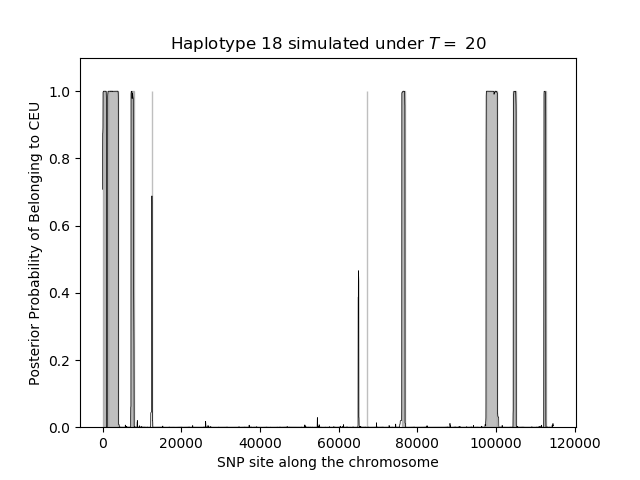 Haplotype 18 simulated under T = 20
Posterior Probability of Belonging to CEU
1.0
0.8
0.6
0.4
0.2
0.0
0 20000 40000 60000 80000 100000 120000
SNP site along the chromosome